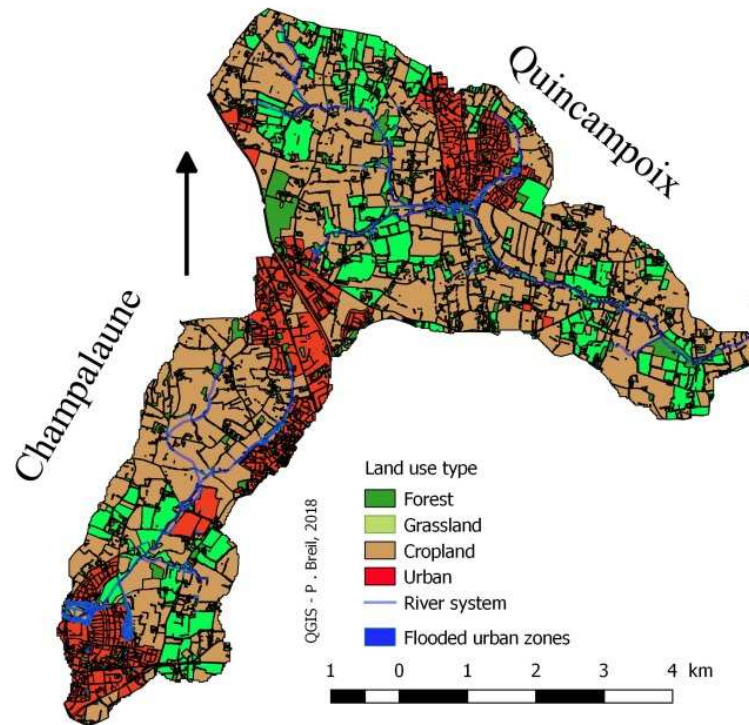 Quincampoix
Champalaune
Land use type
Forest
Grassland
Cropland
Urban
River system
Flooded urban zones
QGIS - P . Breil, 2018
1 0 1 2 3 4 km